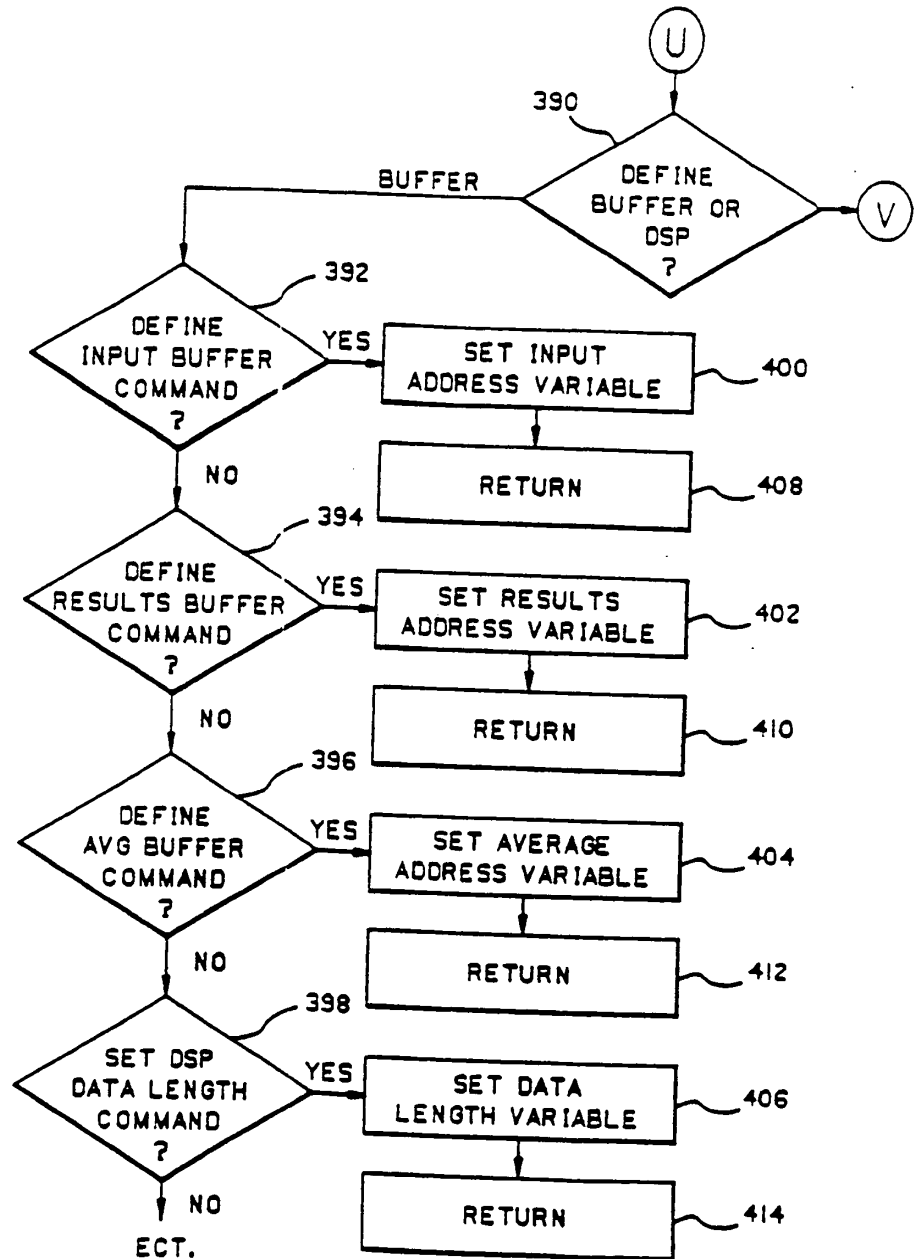 U
390
DEFINE
BUFFER OR
DSP
?
BUFFER
V
392
DEFINE
INPUT BUFFER
COMMAND
?
YES
SET INPUT
ADDRESS VARIABLE
400
NO
RETURN
408
394
DEFINE
RESULTS BUFFER
COMMAND
?
YES
SET RESULTS
ADDRESS VARIABLE
402
NO
RETURN
410
396
DEFINE
AVG BUFFER
COMMAND
?
YES
SET AVERAGE
ADDRESS VARIABLE
404
NO
RETURN
412
398
SET DSP
DATA LENGTH
COMMAND
?
YES
SET DATA
LENGTH VARIABLE
406
NO
ECT.
RETURN
414